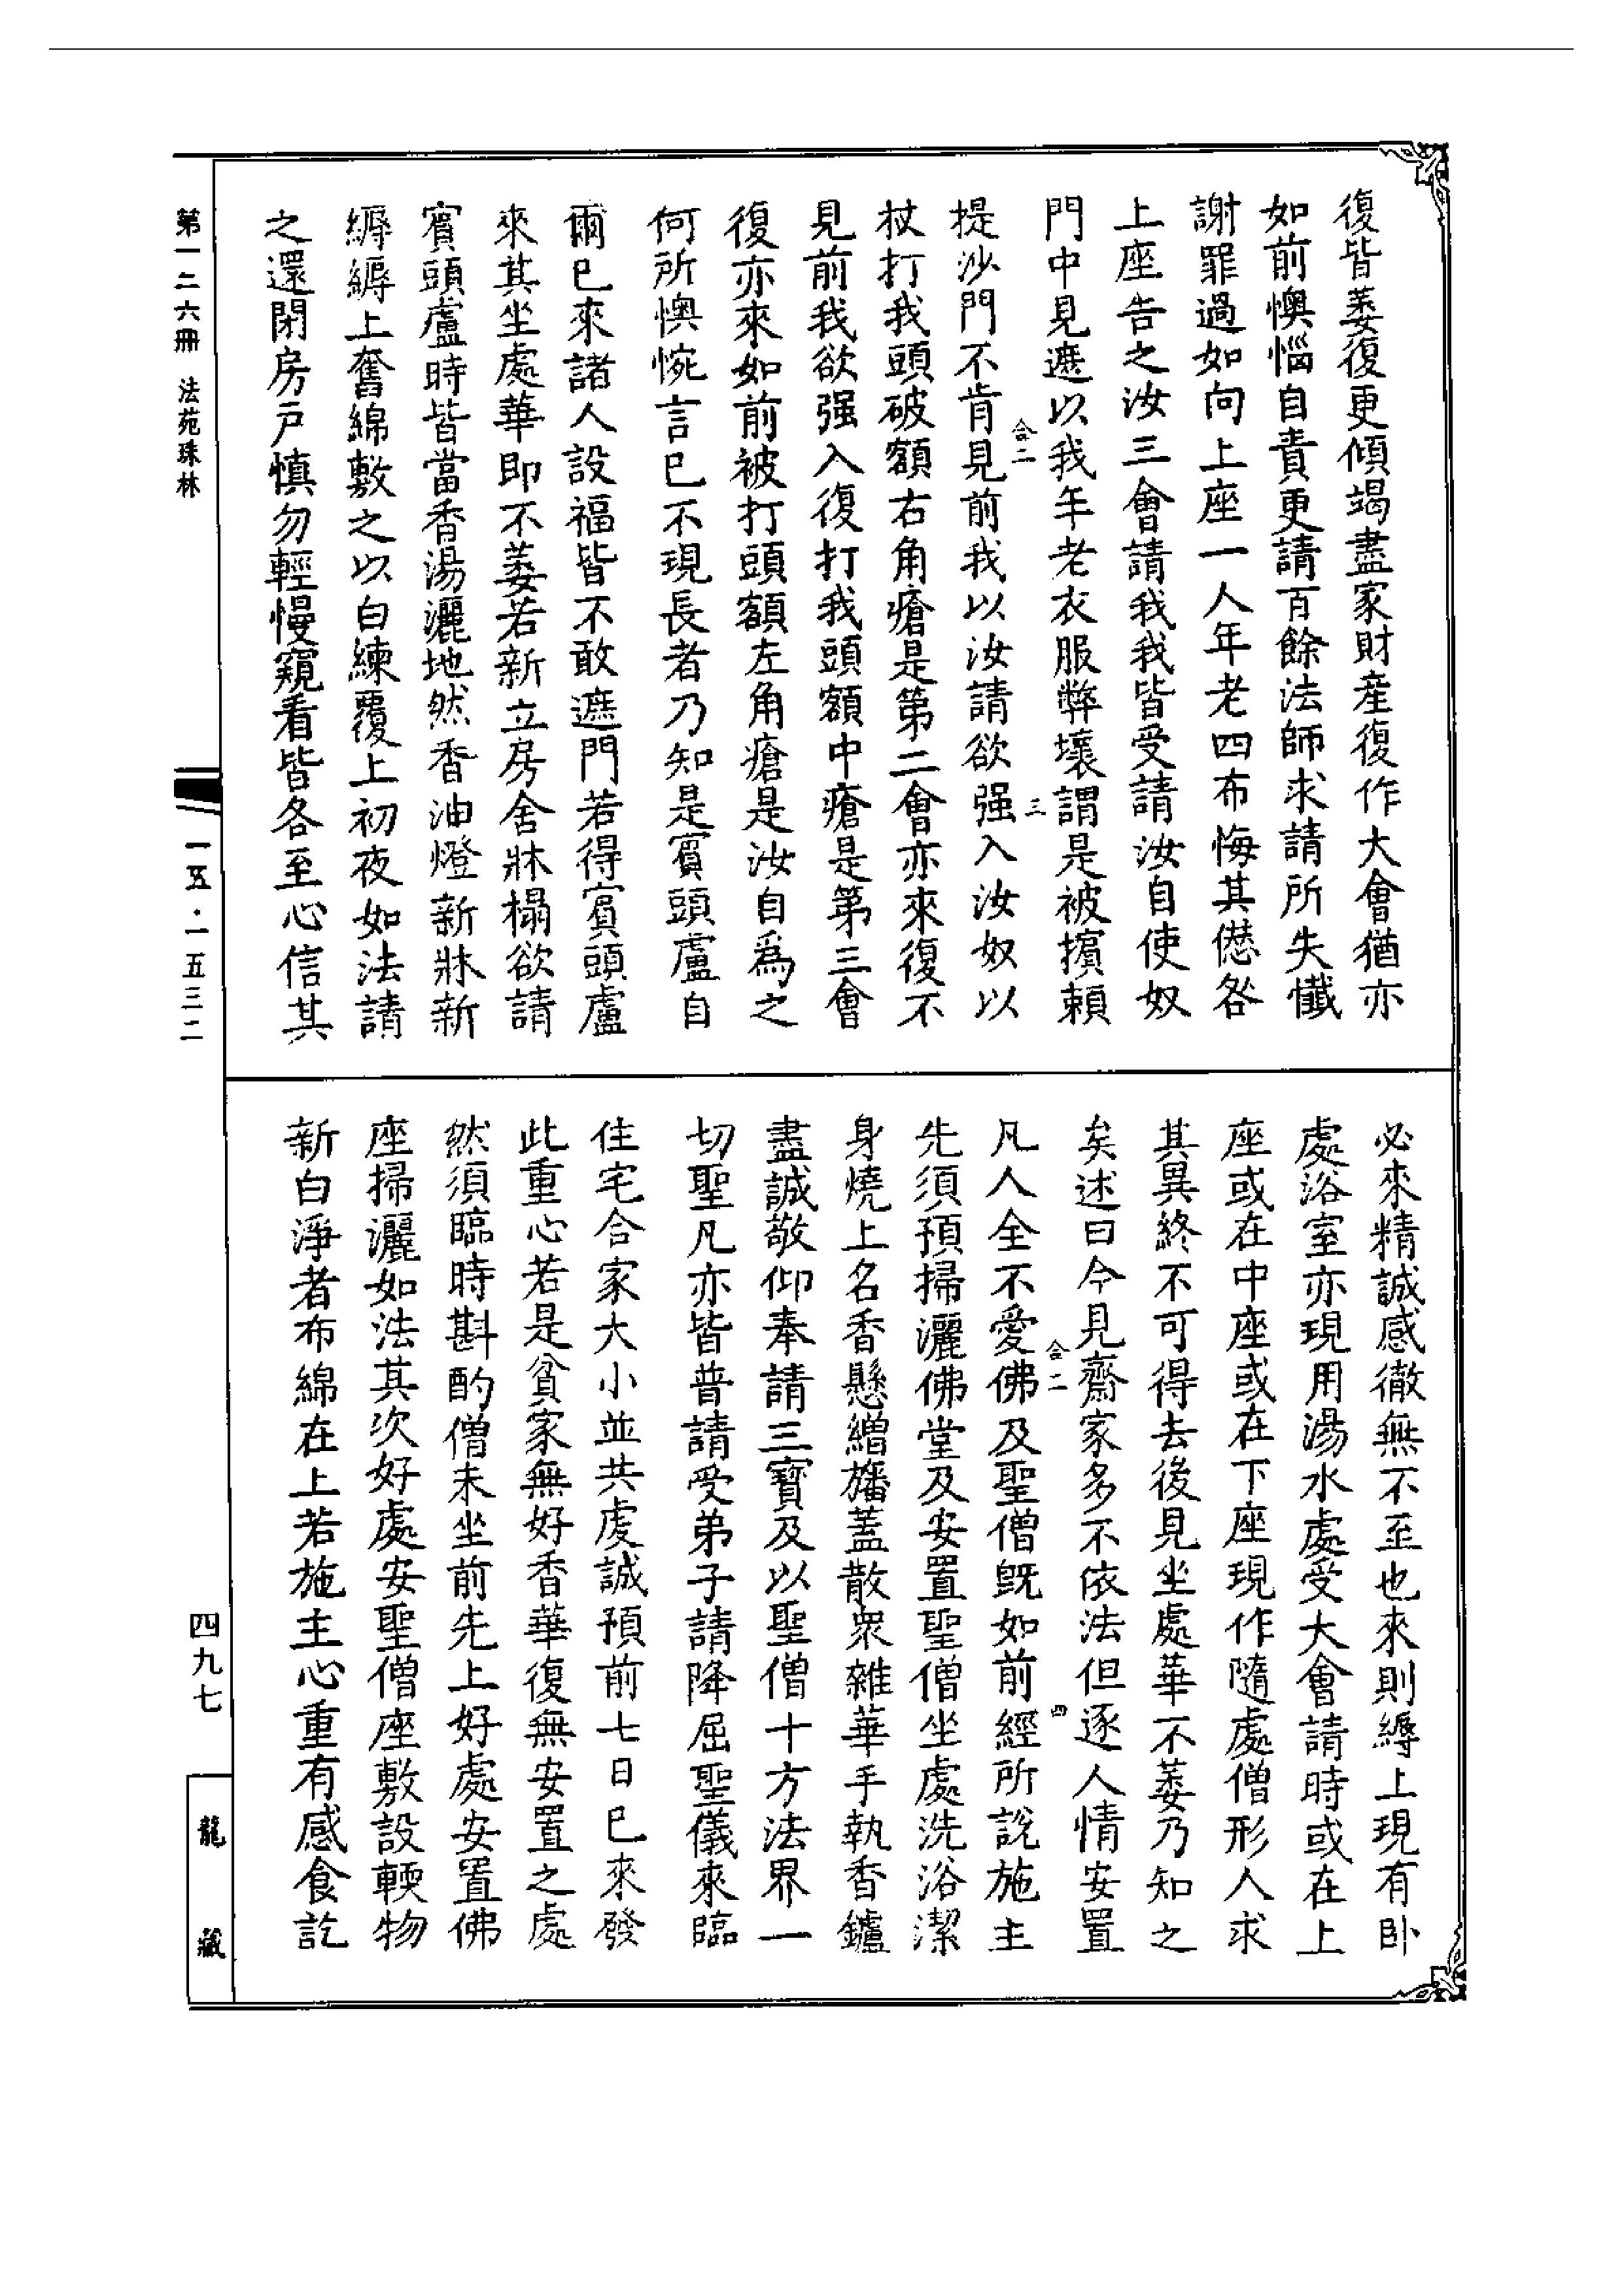 復皆萎復更傾竭盡家財產復作大會猶亦
如前懊惱自責更請百餘法師求請所失懺
謝罪過如向上座一人年老四布悔其愆咎
上座告之汝三會請我我皆受請汝自使奴
門中見遮以我年老衣服弊壞謂是被擯賴
提沙門不肯見前我以汝請欲强入汝奴以
杖打我頭破額右角瘡是第二會亦來復不
見前我欲强入復打我頭額中瘡是第三會
復亦來如前被打頭額左角瘡是汝自爲之
何所懊惋言已不現長者乃知是賓頭盧自
爾已來諸人設福皆不敢遮門若得賓頭盧
來其坐處華即不萎若新立房舍牀榻欲請
賓頭盧時皆當香湯灑地然香油燈新牀新
縟縟上奮綿敷之以白練覆上初夜如法請
之還閉房戶慎勿輕慢窺看皆各至心信其
合二
三
必來精誠感徹無不至也來則縟上現有卧
處浴室亦現用湯水處受大會請時或在上
座或在中座或在下座現作隨處僧形人求
其異終不可得去後見坐處華不萎乃知之
矣述曰今見齋家多不依法但逐人情安置
凡人全不愛佛及聖僧旣如前經所說施主
先須預掃灑佛堂及安置聖僧坐處洗浴潔
身燒上名香懸繒旛蓋散衆雜華手執香鑪
盡誠敬仰奉請三寶及以聖僧十方法界一
切聖凡亦皆普請受弟子請降屈聖儀來臨
住宅合家大小並共虔誠預前七日已來發
此重心若是貧家無好香華復無安置之處
然須臨時斟酌僧未坐前先上好處安置佛
座掃灑如法其次好處安聖僧座敷設輭物
新白淨者布綿在上若施主心重有感食訖
合二
四
第一二六冊 法苑珠林
一五·二五三二
四九七
龍藏